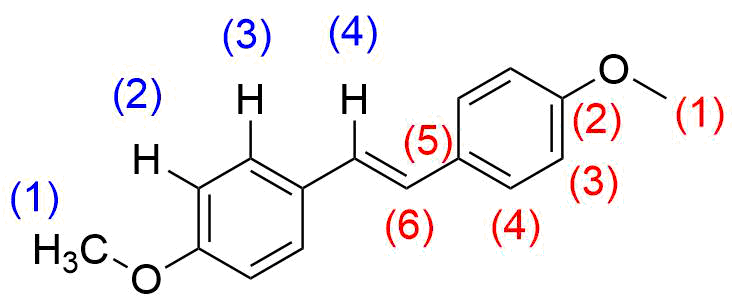 (3) (4)
(2) H H O (1)
H (5) (2)
(3)
(1) (6) (4)
H₃C O